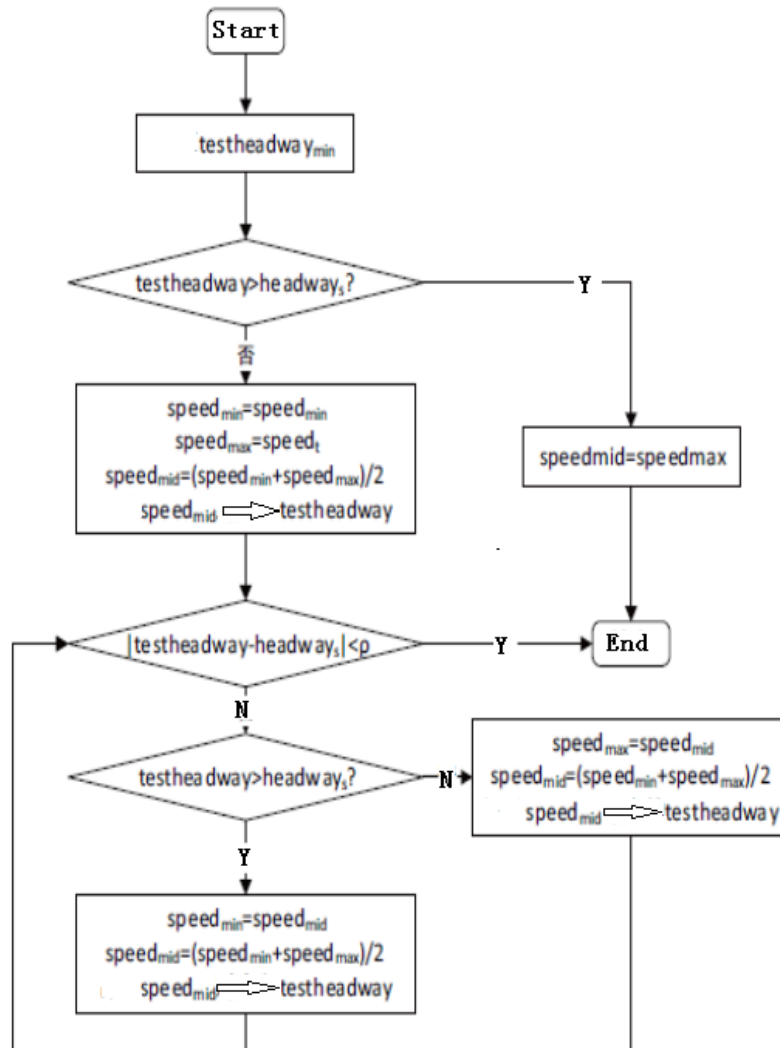 Start
testheadwaymin
testheadway>headways?
Y
否
speedmin=speedmin
speedmax=speedt
speedmid=(speedmin+speedmax)/2
speedmid ⇒ testheadway
speedmid=speedmax
|testheadway-headways|<ρ
Y
End
N
testheadway>headways?
N
speedmax=speedmid
speedmid=(speedmin+speedmax)/2
speedmid ⇒ testheadway
Y
speedmin=speedmid
speedmid=(speedmin+speedmax)/2
speedmid ⇒ testheadway